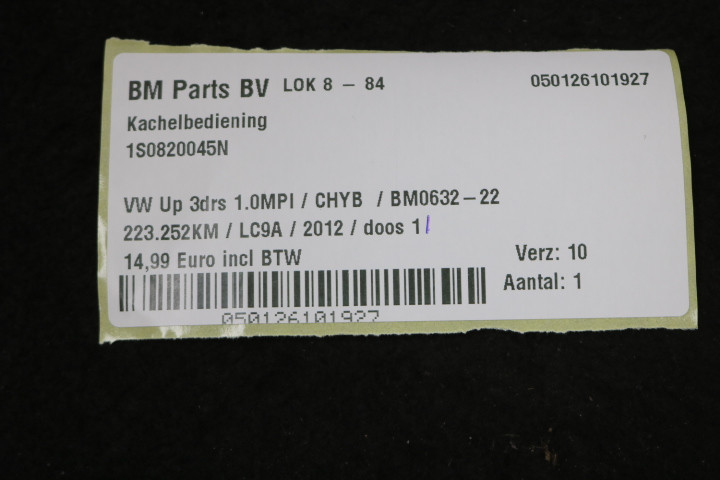 BM Parts BV LOK 8 – 84 050126101927
Kachelbediening
1S0820045N
VW Up 3drs 1.0MPI / CHYB / BM0632–22
223.252KM / LC9A / 2012 / doos 1
14,99 Euro incl BTW Verz: 10
Aantal: 1
050126101927